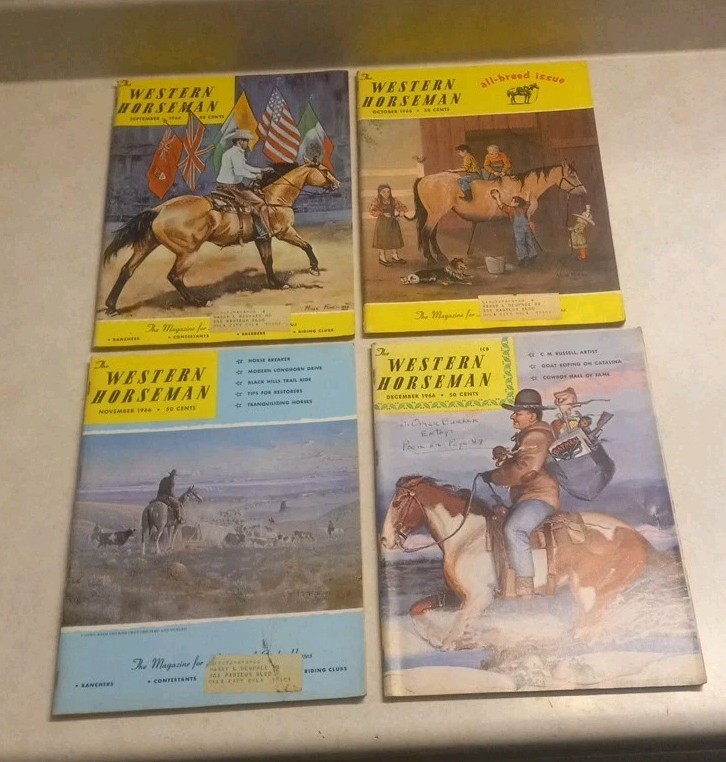 The
WESTERN
HORSEMAN
SEPTEMBER 1966 50 CENTS
The Magazine for
• RANCHERS
• CONTESTANTS
• BREEDERS
• RIDING CLUBS
The
WESTERN
HORSEMAN
OCTOBER 1966 • 50 CENTS
all-breed issue
The Magazine for
The
WESTERN
HORSEMAN
NOVEMBER 1966 • 50 CENTS
HORSE BREAKER
MODERN LONGHORN DRIVE
BLACK HILLS TRAIL RIDE
TIPS FOR RESTORERS
TRANQUILIZING HORSES
The Magazine for
• RANCHERS
• CONTESTANTS
RIDING CLUBS
The
WESTERN
HORSEMAN
DECEMBER 1966 • 50 CENTS
C. M. RUSSELL, ARTIST
GOAT ROPING ON CATALINA
COWBOY HALL OF FAME